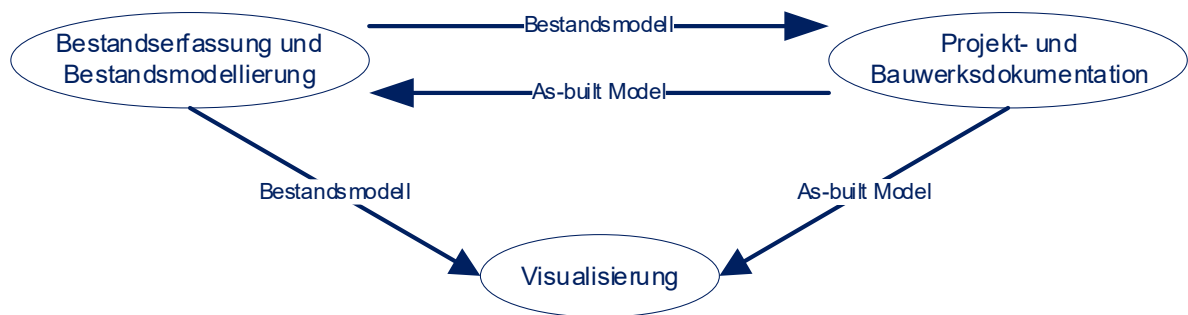 Bestandserfassung und
Bestandsmodellierung
Bestandsmodell
As-built Model
Projekt- und
Bauwerksdokumentation
Bestandsmodell
As-built Model
Visualisierung